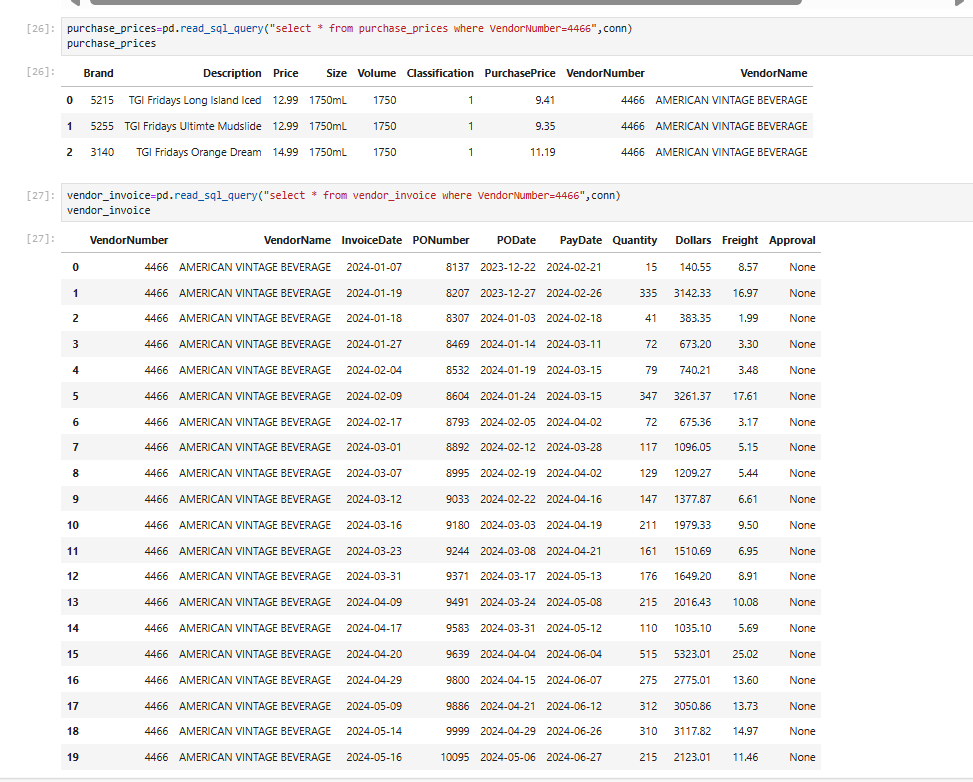 [26]: purchase_prices=pd.read_sql_query("select * from purchase_prices where VendorNumber=4466",conn)
purchase_prices
[26]: Brand Description Price Size Volume Classification PurchasePrice VendorNumber VendorName
0 5215 TGI Fridays Long Island Iced 12.99 1750mL 1750 1 9.41 4466 AMERICAN VINTAGE BEVERAGE
1 5255 TGI Fridays Ultimte Mudslide 12.99 1750mL 1750 1 9.35 4466 AMERICAN VINTAGE BEVERAGE
2 3140 TGI Fridays Orange Dream 14.99 1750mL 1750 1 11.19 4466 AMERICAN VINTAGE BEVERAGE
[27]: vendor_invoice=pd.read_sql_query("select * from vendor_invoice where VendorNumber=4466",conn)
vendor_invoice
[27]: VendorNumber VendorName InvoiceDate PONumber PODate PayDate Quantity Dollars Freight Approval
0 4466 AMERICAN VINTAGE BEVERAGE 2024-01-07 8137 2023-12-22 2024-02-21 15 140.55 8.57 None
1 4466 AMERICAN VINTAGE BEVERAGE 2024-01-19 8207 2023-12-27 2024-02-26 335 3142.33 16.97 None
2 4466 AMERICAN VINTAGE BEVERAGE 2024-01-18 8307 2024-01-03 2024-02-18 41 383.35 1.99 None
3 4466 AMERICAN VINTAGE BEVERAGE 2024-01-27 8469 2024-01-14 2024-03-11 72 673.20 3.30 None
4 4466 AMERICAN VINTAGE BEVERAGE 2024-02-04 8532 2024-01-19 2024-03-15 79 740.21 3.48 None
5 4466 AMERICAN VINTAGE BEVERAGE 2024-02-09 8604 2024-01-24 2024-03-15 347 3261.37 17.61 None
6 4466 AMERICAN VINTAGE BEVERAGE 2024-02-17 8793 2024-02-05 2024-04-02 72 675.36 3.17 None
7 4466 AMERICAN VINTAGE BEVERAGE 2024-03-01 8892 2024-02-12 2024-03-28 117 1096.05 5.15 None
8 4466 AMERICAN VINTAGE BEVERAGE 2024-03-07 8995 2024-02-19 2024-04-02 129 1209.27 5.44 None
9 4466 AMERICAN VINTAGE BEVERAGE 2024-03-12 9033 2024-02-22 2024-04-16 147 1377.87 6.61 None
10 4466 AMERICAN VINTAGE BEVERAGE 2024-03-16 9180 2024-03-03 2024-04-19 211 1979.33 9.50 None
11 4466 AMERICAN VINTAGE BEVERAGE 2024-03-23 9244 2024-03-08 2024-04-21 161 1510.69 6.95 None
12 4466 AMERICAN VINTAGE BEVERAGE 2024-03-31 9371 2024-03-17 2024-05-13 176 1649.20 8.91 None
13 4466 AMERICAN VINTAGE BEVERAGE 2024-04-09 9491 2024-03-24 2024-05-08 215 2016.43 10.08 None
14 4466 AMERICAN VINTAGE BEVERAGE 2024-04-17 9583 2024-03-31 2024-05-12 110 1035.10 5.69 None
15 4466 AMERICAN VINTAGE BEVERAGE 2024-04-20 9639 2024-04-04 2024-06-04 515 5323.01 25.02 None
16 4466 AMERICAN VINTAGE BEVERAGE 2024-04-29 9800 2024-04-15 2024-06-07 275 2775.01 13.60 None
17 4466 AMERICAN VINTAGE BEVERAGE 2024-05-09 9886 2024-04-21 2024-06-12 312 3050.86 13.73 None
18 4466 AMERICAN VINTAGE BEVERAGE 2024-05-14 9999 2024-04-29 2024-06-26 310 3117.82 14.97 None
19 4466 AMERICAN VINTAGE BEVERAGE 2024-05-16 10095 2024-05-06 2024-06-27 215 2123.01 11.46 None